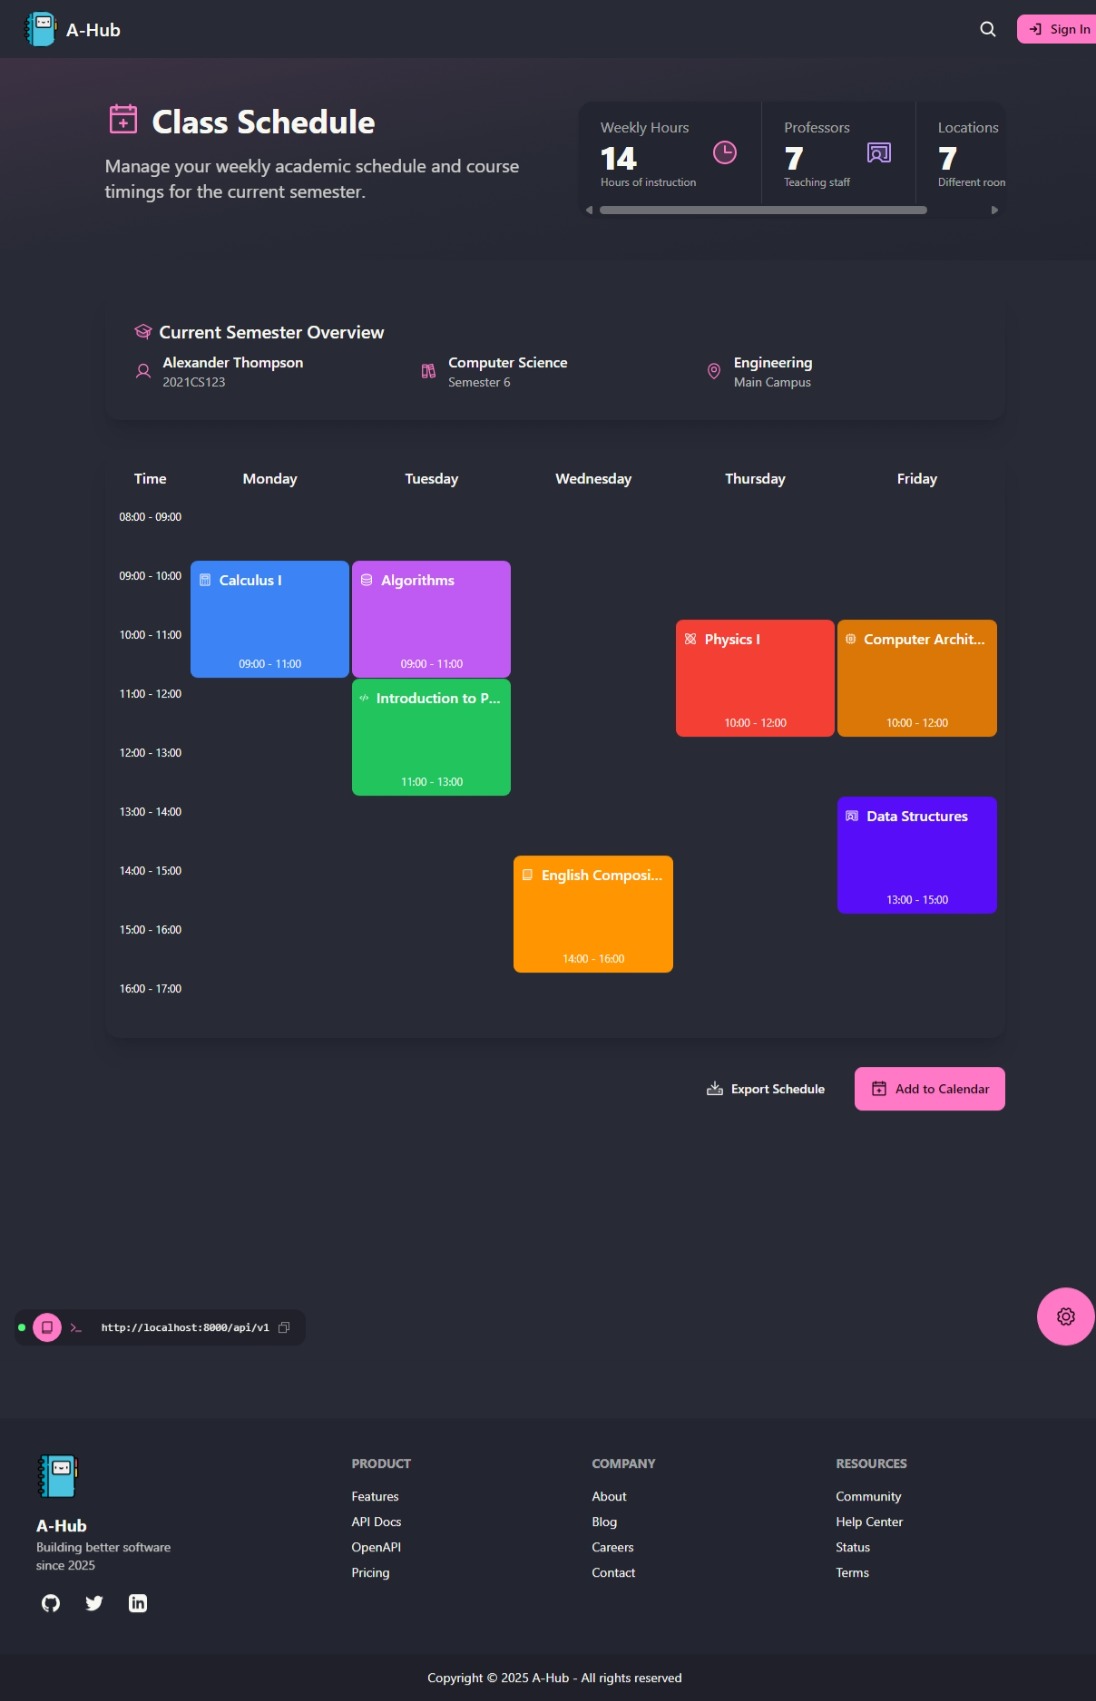 A-Hub
Sign In
Class Schedule
Manage your weekly academic schedule and course
timings for the current semester.
Weekly Hours
14
Hours of instruction
Professors
7
Teaching staff
Locations
7
Different roon
Current Semester Overview
Alexander Thompson
2021CS123
Computer Science
Semester 6
Engineering
Main Campus
Time Monday Tuesday Wednesday Thursday Friday
08:00 - 09:00
09:00 - 10:00
10:00 - 11:00
11:00 - 12:00
12:00 - 13:00
13:00 - 14:00
14:00 - 15:00
15:00 - 16:00
16:00 - 17:00
Calculus I
09:00 - 11:00
Algorithms
09:00 - 11:00
Introduction to P...
11:00 - 13:00
English Composi...
14:00 - 16:00
Physics I
10:00 - 12:00
Computer Archit...
10:00 - 12:00
Data Structures
13:00 - 15:00
Export Schedule
Add to Calendar
http://localhost:8000/api/v1
A-Hub
Building better software
since 2025
PRODUCT
Features
API Docs
OpenAPI
Pricing
COMPANY
About
Blog
Careers
Contact
RESOURCES
Community
Help Center
Status
Terms
Copyright © 2025 A-Hub - All rights reserved